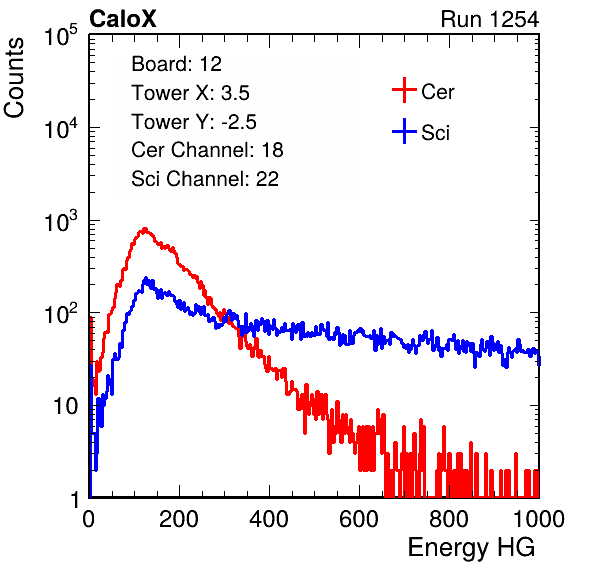 CaloX Run 1254
Counts
Board: 12
Tower X: 3.5
Tower Y: -2.5
Cer Channel: 18
Sci Channel: 22
Cer
Sci
10^5
10^4
10^3
10^2
10
1
0 200 400 600 800 1000
Energy HG